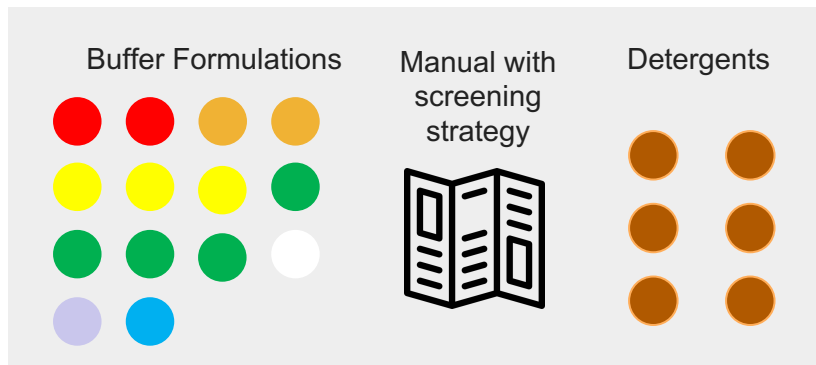 Buffer Formulations
Manual with
screening
strategy
Detergents